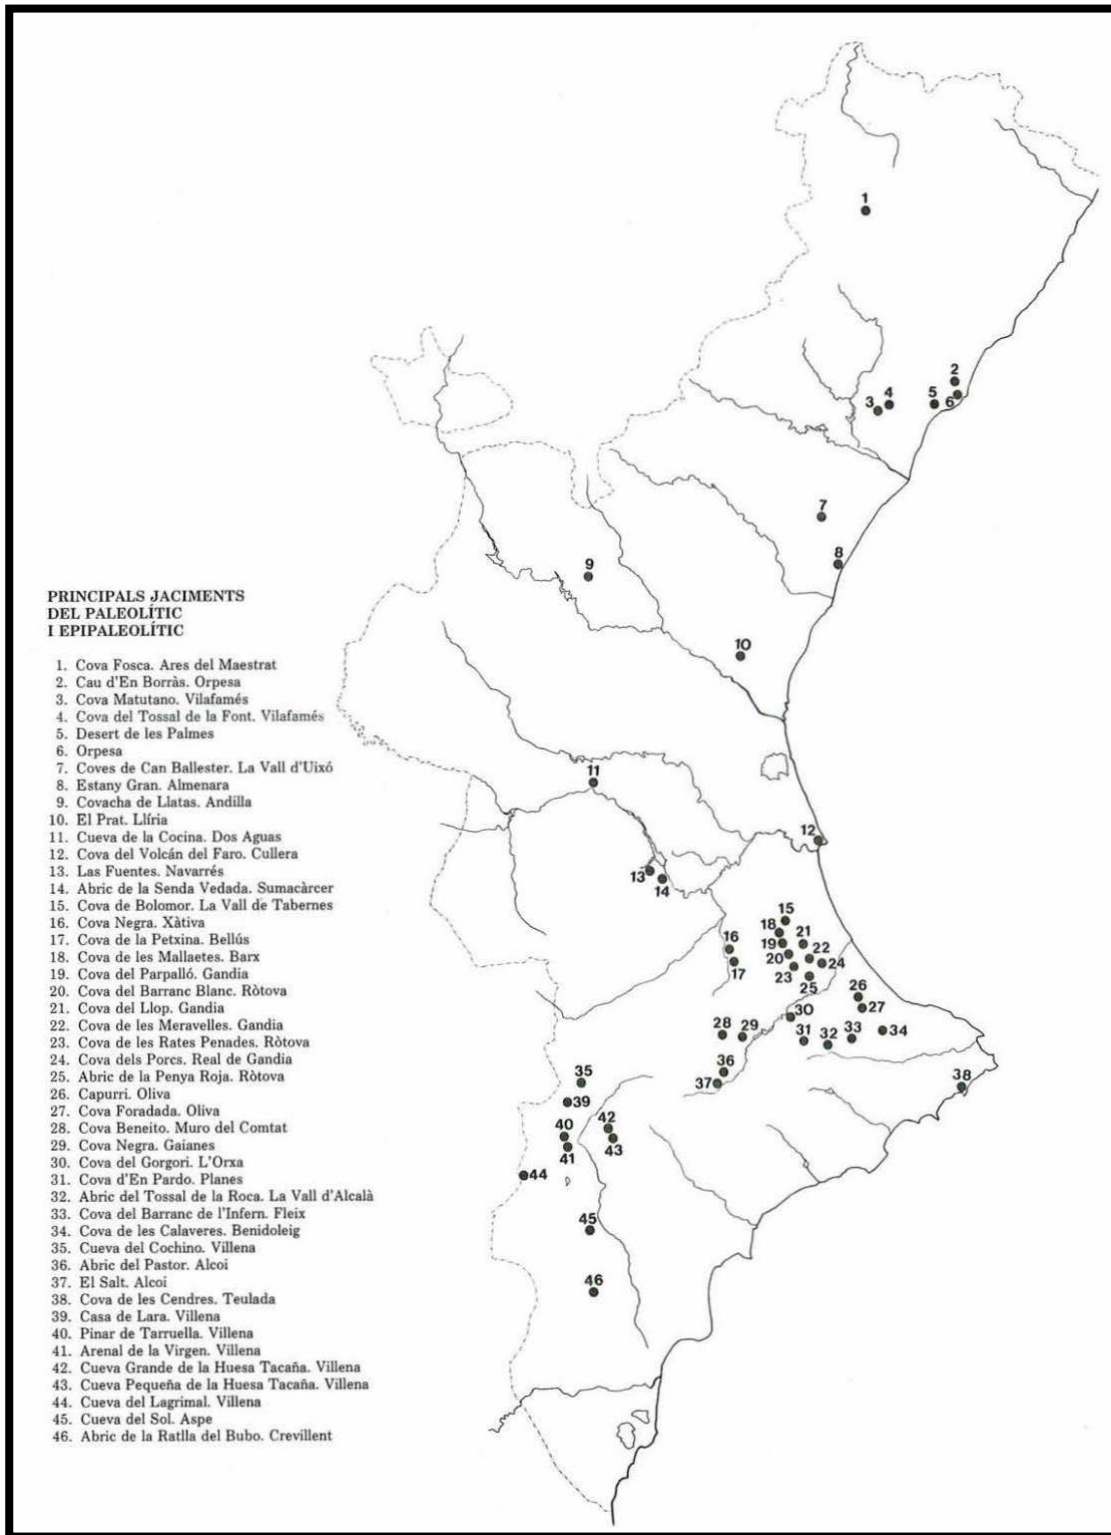 PRINCIPALS JACIMENTS
DEL PALEOLÍTIC
I EPIPALEOLÍTIC
1. Cova Fosca. Ares del Maestrat
2. Cau d'En Borràs. Orpesa
3. Cova Matutano. Vilafamés
4. Cova del Tossal de la Font. Vilafamés
5. Desert de les Palmes
6. Orpesa
7. Coves de Can Ballester. La Vall d'Uixó
8. Estany Gran. Almenara
9. Covacha de Llatas. Andilla
10. El Prat. Llíria
11. Cueva de la Cocina. Dos Aguas
12. Cova del Volcán del Faro. Cullera
13. Las Fuentes. Navarrés
14. Abric de la Senda Vedada. Sumacàrcer
15. Cova de Bolomor. La Vall de Tabernes
16. Cova Negra. Xàtiva
17. Cova de la Petxina. Bellús
18. Cova de les Mallaetes. Barx
19. Cova del Parpalló. Gandia
20. Cova del Barranc Blanc. Ròtova
21. Cova del Llop. Gandia
22. Cova de les Meravelles. Gandia
23. Cova de les Rates Penades. Ròtova
24. Cova dels Porcs. Real de Gandia
25. Abric de la Penya Roja. Ròtova
26. Capurri. Oliva
27. Cova Foradada. Oliva
28. Cova Beneito. Muro del Comtat
29. Cova Negra. Gaianes
30. Cova del Gorgori. L'Orxa
31. Cova d'En Pardo. Planes
32. Abric del Tossal de la Roca. La Vall d'Alcalà
33. Cova del Barranc de l'Infern. Fleix
34. Cova de les Calaveres. Benidoleig
35. Cueva del Cochino. Villena
36. Abric del Pastor. Alcoi
37. El Salt. Alcoi
38. Cova de les Cendres. Teulada
39. Casa de Lara. Villena
40. Pinar de Tarruella. Villena
41. Arenal de la Virgen. Villena
42. Cueva Grande de la Huesa Tacaña. Villena
43. Cueva Pequeña de la Huesa Tacaña. Villena
44. Cueva del Lagrimal. Villena
45. Cueva del Sol. Aspe
46. Abric de la Ratlla del Bubo. Crevillent
1
2
3 4 5 6
7
8
9
10
11
12
13
14
15
18
21
16
19
22
20
24
17
23
25
26
27
30
28 29
31 32 33 34
36
35
37
38
39
42
40
43
41
44
45
46